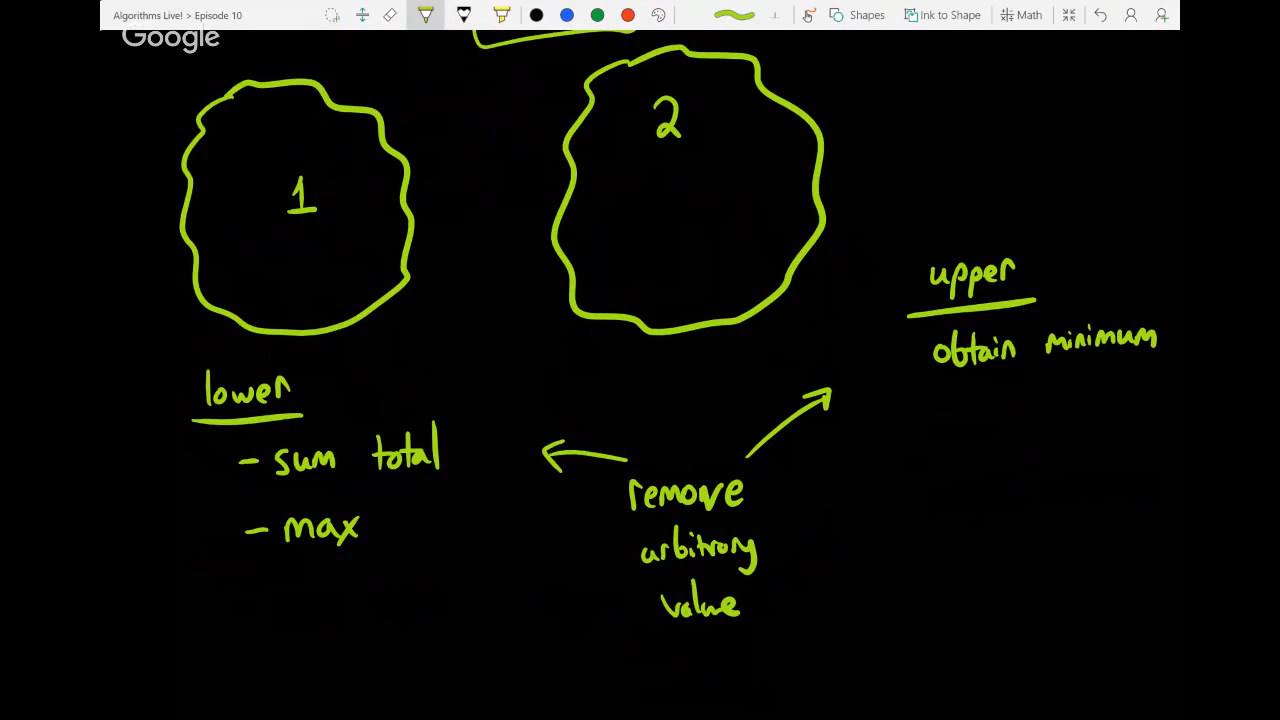 Algorithms Live! > Episode 10
Shapes
Ink to Shape
Math
Google
1
2
upper
obtain minimum
lower
- sum total
- max
remove
arbitrary
value